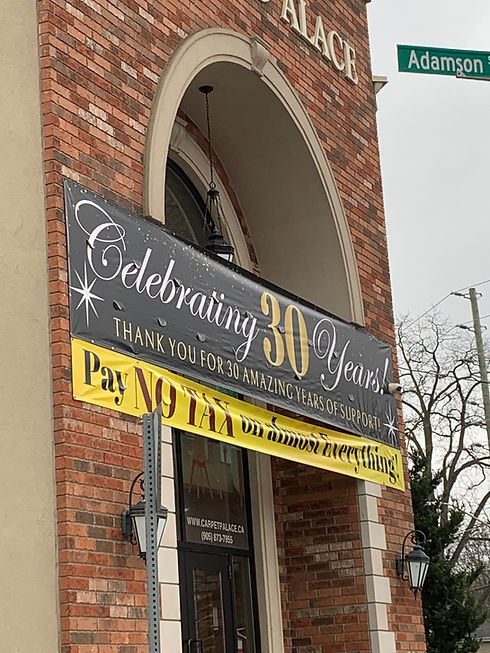 PALACE
Adamson
Celebrating 30 Years!
THANK YOU FOR 30 AMAZING YEARS OF SUPPORT!
Pay NO TAX on almost Everything!
WWW.CARPETPALACE.CA
(905) 873-7955